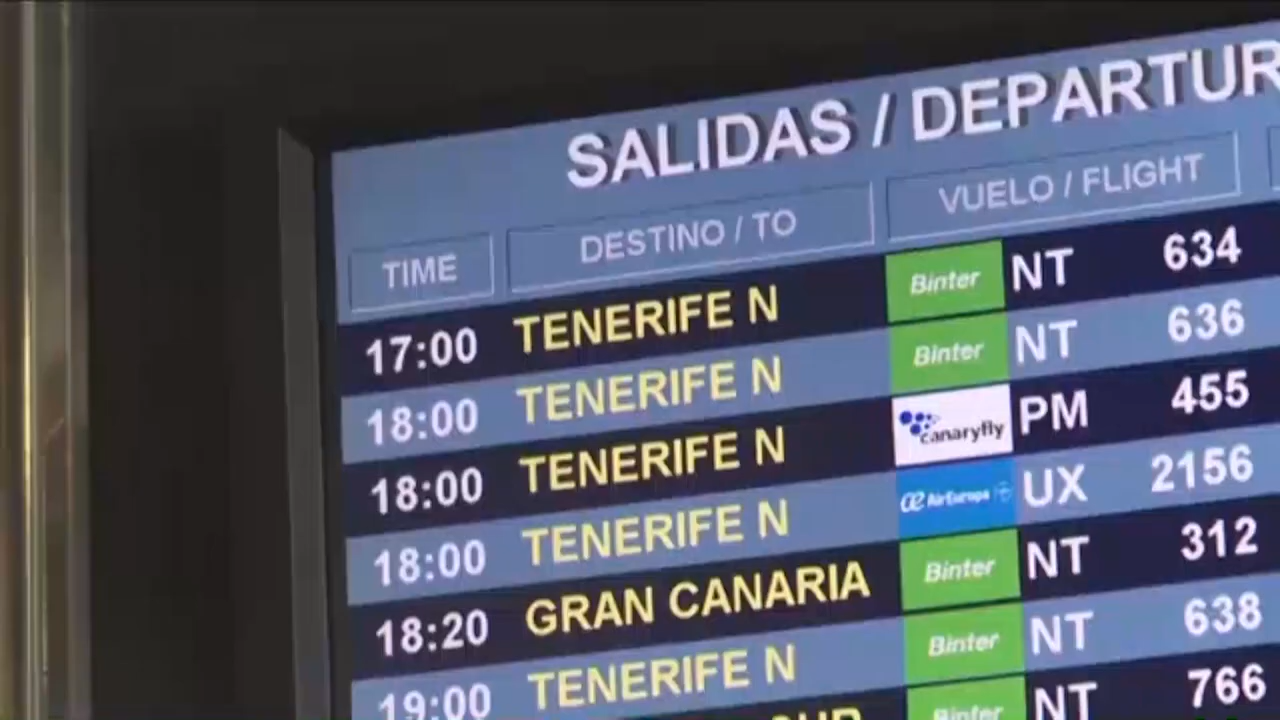 SALIDAS / DEPARTUR
TIME DESTINO / TO VUELO / FLIGHT
17:00 TENERIFE N Binter NT 634
18:00 TENERIFE N Binter NT 636
18:00 TENERIFE N canaryfly PM 455
18:00 TENERIFE N AirEuropa UX 2156
18:20 GRAN CANARIA Binter NT 312
19:00 TENERIFE N Binter NT 638
Binter NT 766